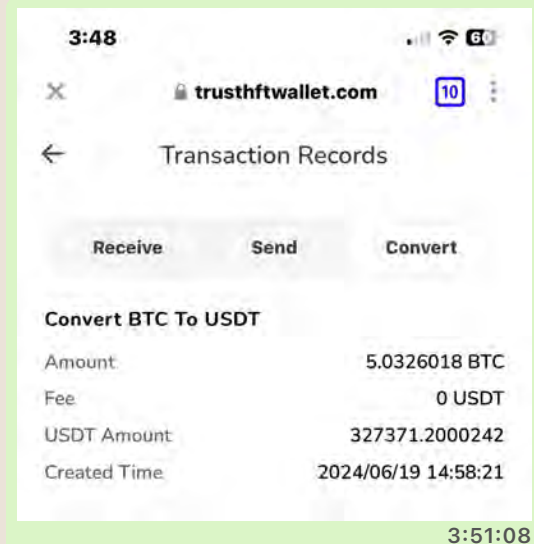 3:48
trusthftwallet.com 10
Transaction Records
Receive Send Convert
Convert BTC To USDT
Amount 5.0326018 BTC
Fee 0 USDT
USDT Amount 327371.2000242
Created Time 2024/06/19 14:58:21
3:51:08